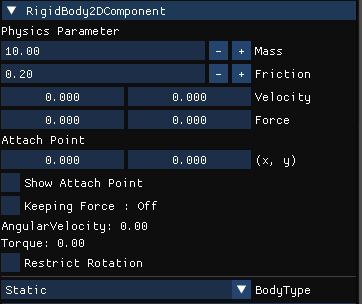 RigidBody2DComponent
Physics Parameter
10.00 - + Mass
0.20 - + Friction
0.000 0.000 Velocity
0.000 0.000 Force
Attach Point
0.000 0.000 (x, y)
Show Attach Point
Keeping Force : Off
AngularVelocity: 0.00
Torque: 0.00
Restrict Rotation
Static BodyType